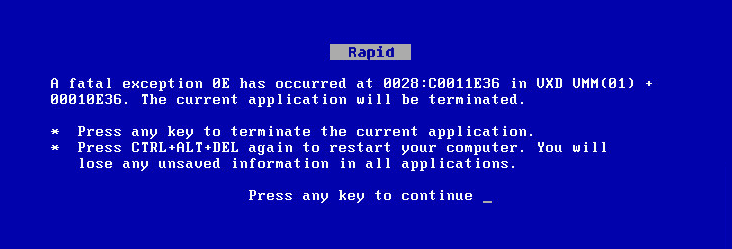 Rapid
A fatal exception 0E has occurred at 0028:C0011E36 in VXD VMM(01) +
00010E36. The current application will be terminated.
* Press any key to terminate the current application.
* Press CTRL+ALT+DEL again to restart your computer. You will
lose any unsaved information in all applications.
Press any key to continue _